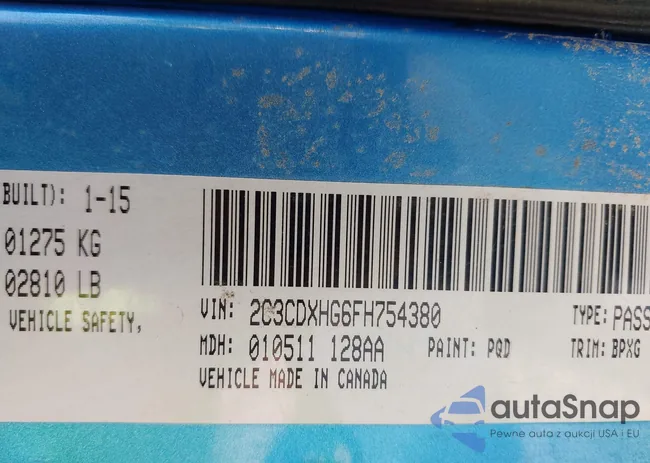 BUILT): 1-15
01275 KG
02810 LB
VEHICLE SAFETY,
VIN: 2C3CDXHG6FH754380
TYPE: PASS
MDH: 010511 128AA
PAINT: PQD
TRIM: BPXG
VEHICLE MADE IN CANADA
autaSnap
Pewne auta z aukcji USA i EU